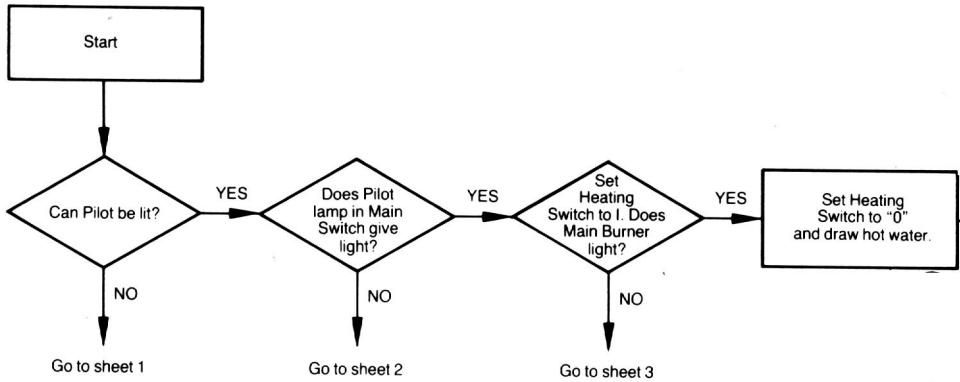 Start
Can Pilot be lit?
YES
NO
Go to sheet 1
Does Pilot
lamp in Main
Switch give
light?
YES
NO
Go to sheet 2
Set
Heating
Switch to I. Does
Main Burner
light?
YES
NO
Go to sheet 3
Set Heating
Switch to “0”
and draw hot water.